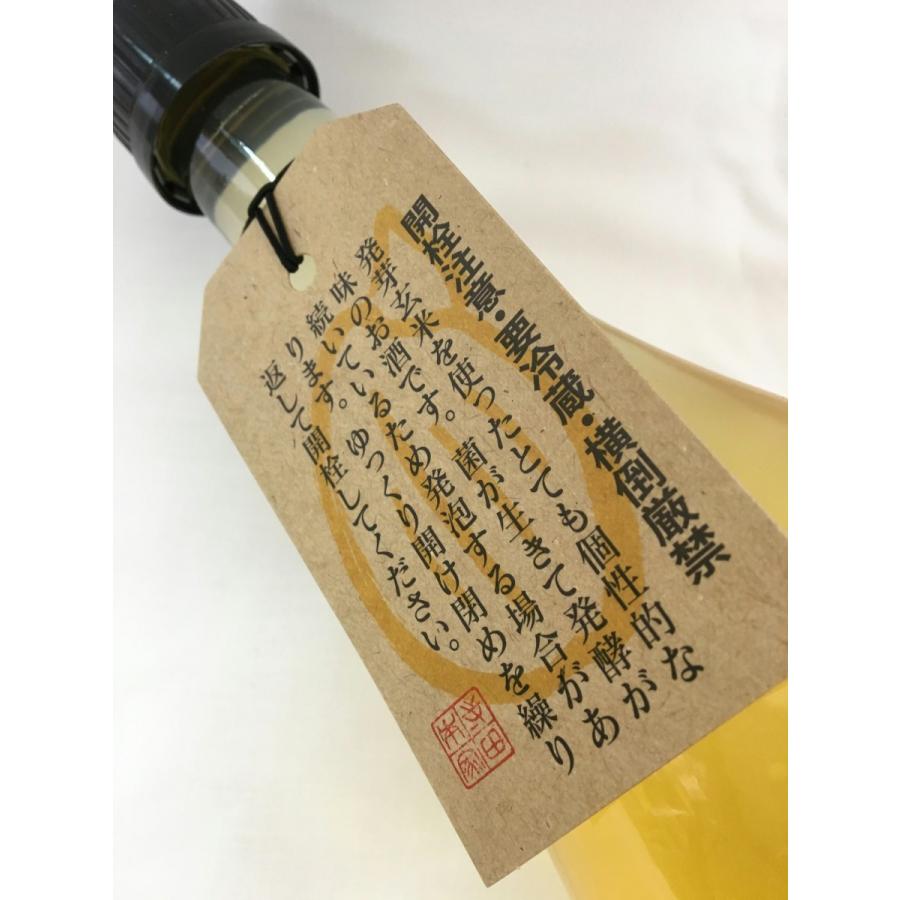 開栓注意・要冷蔵・横倒厳禁
発芽玄米を使ったとても個性的な
味のお酒です。菌が生きて発酵が
続いているため発泡する場合があ
ります。ゆっくり開け閉めを繰り
返して開栓してください。